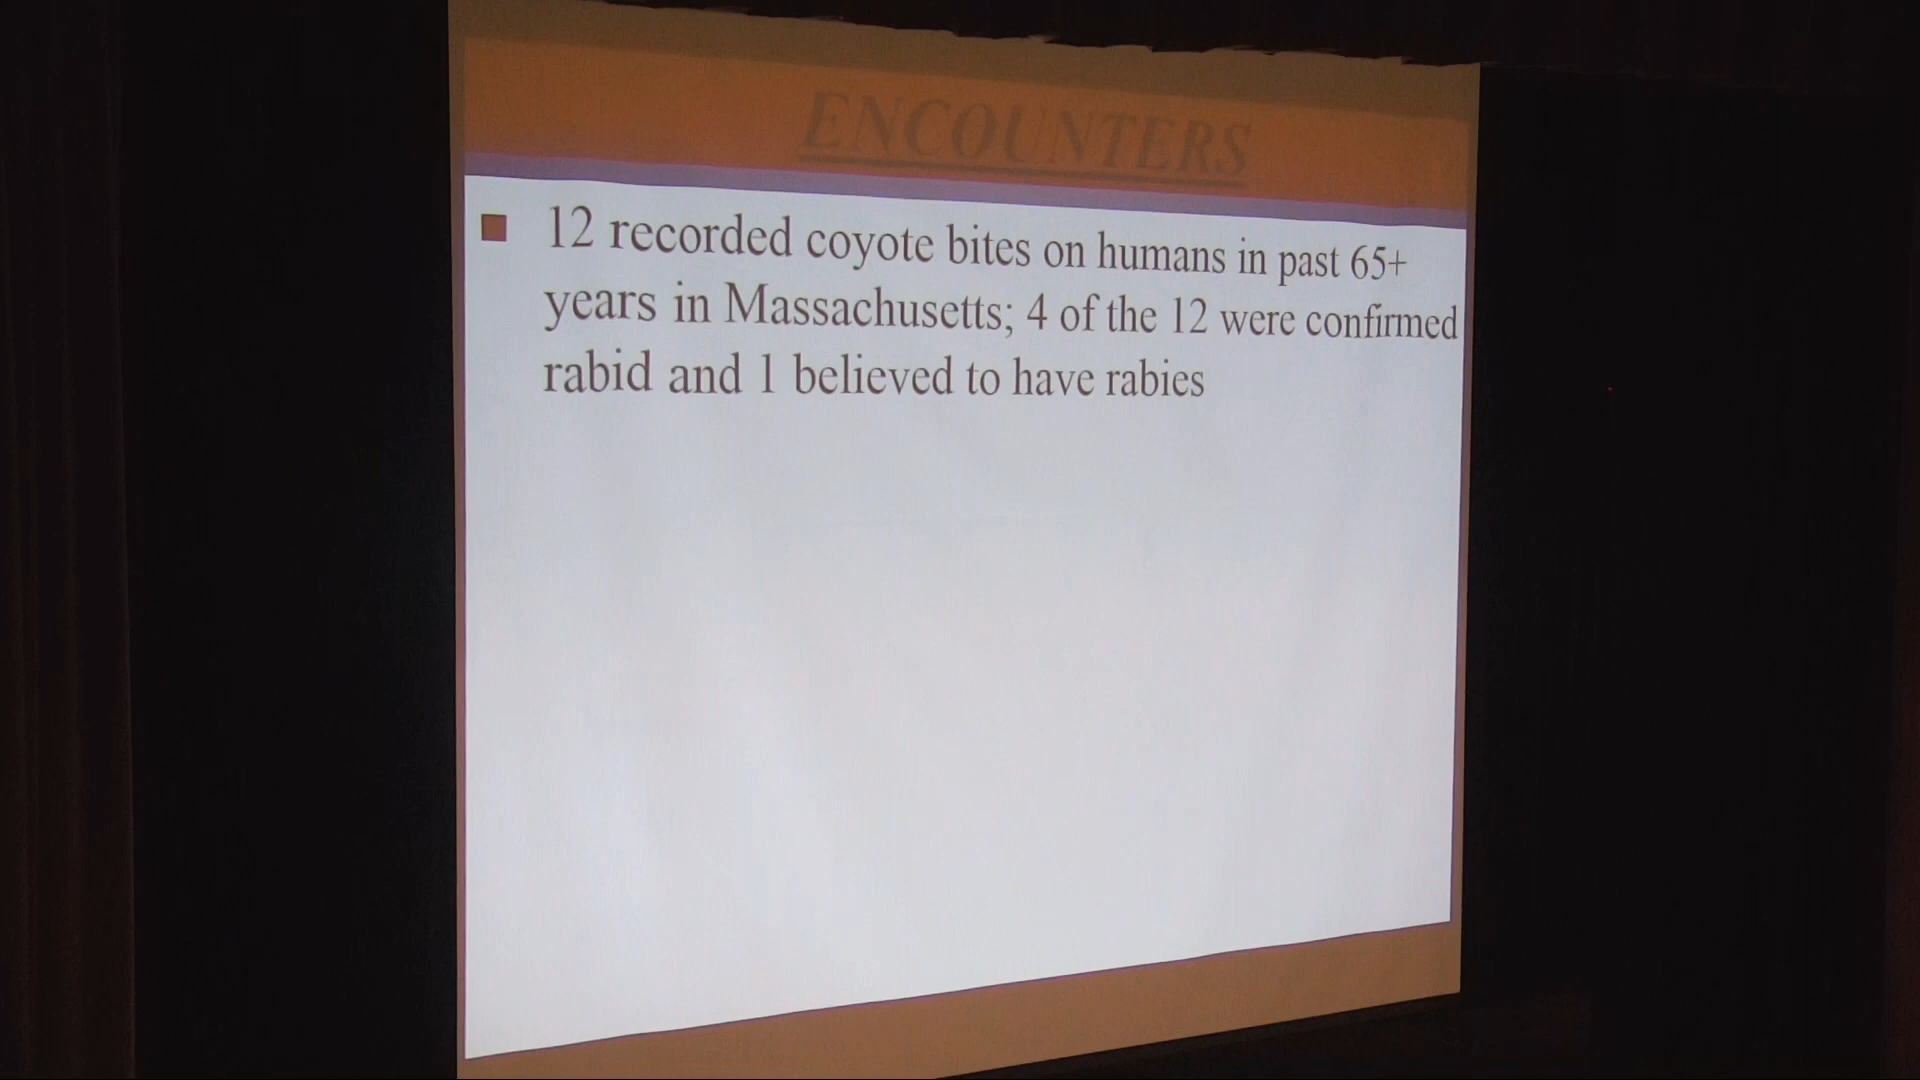 ENCOUNTERS
12 recorded coyote bites on humans in past 65+
years in Massachusetts; 4 of the 12 were confirmed
rabid and 1 believed to have rabies